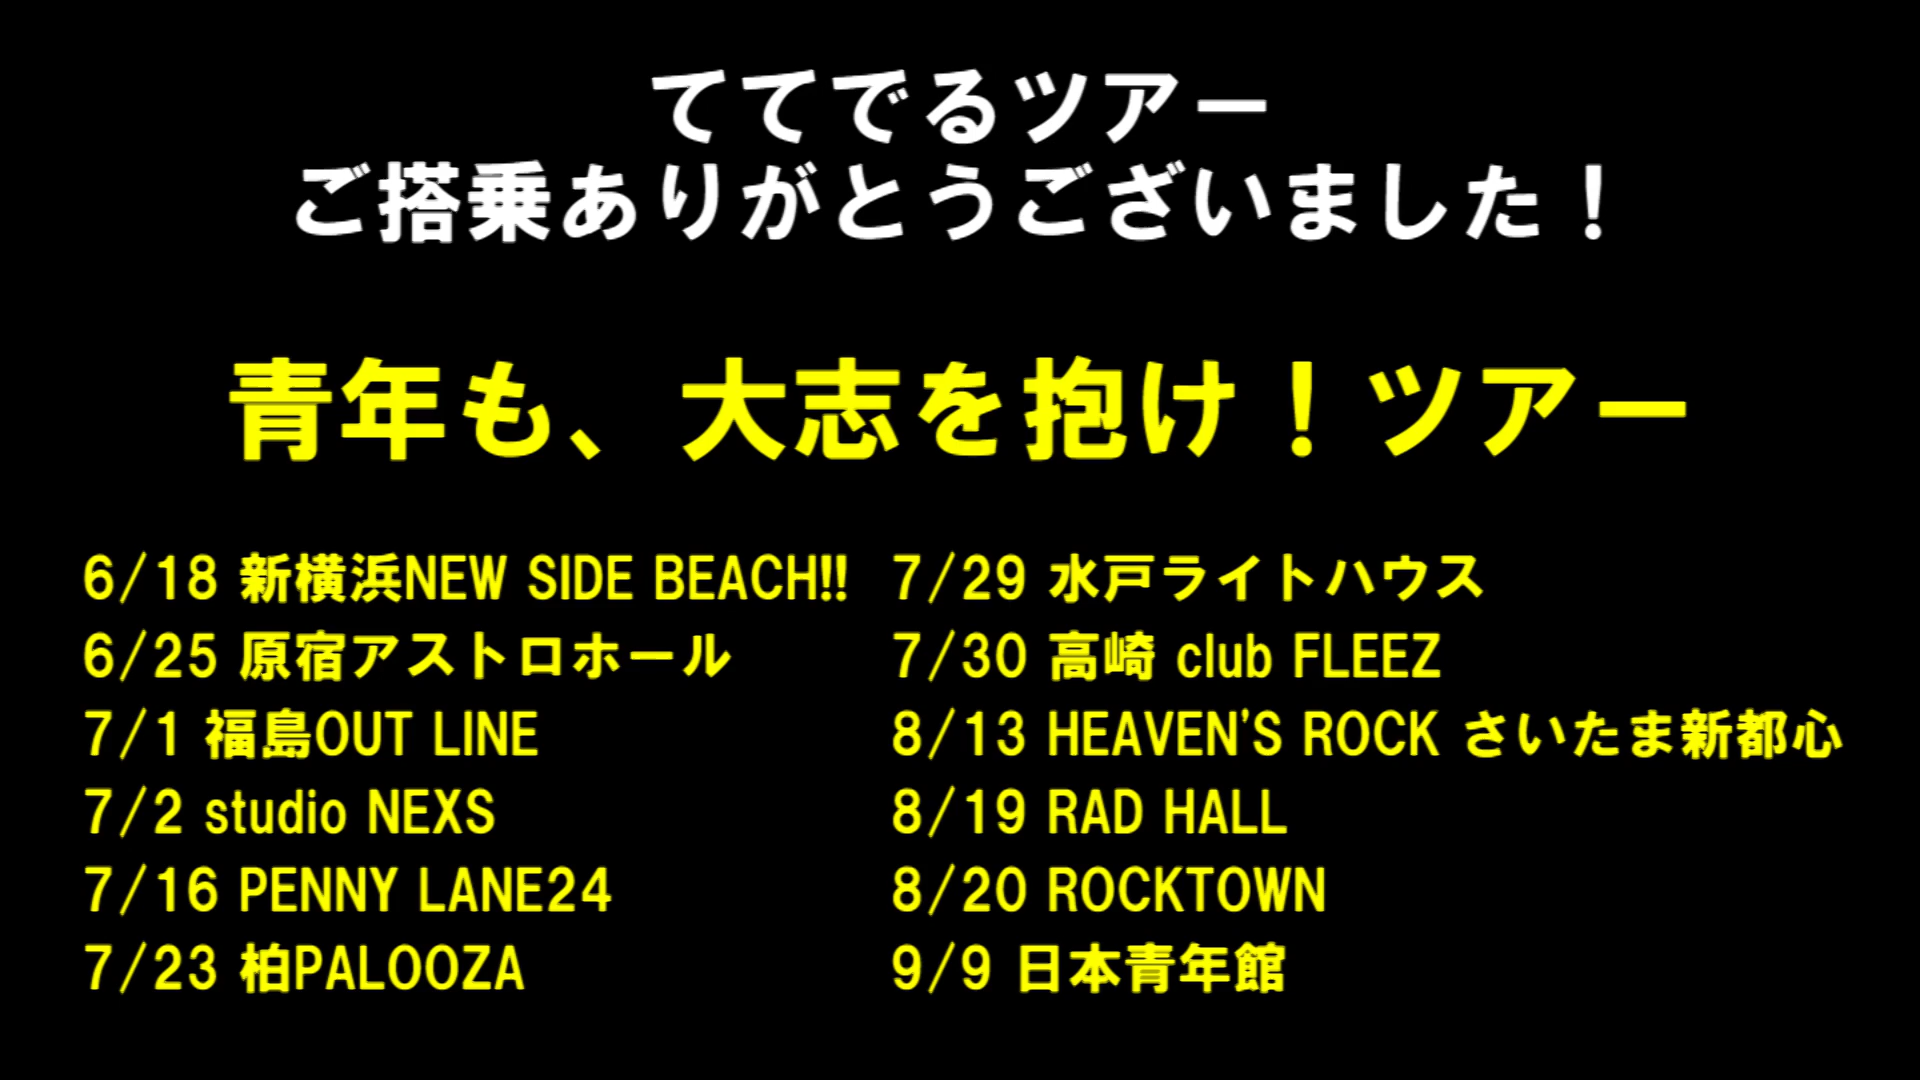 ててでるツアー
ご搭乗ありがとうございました！
青年も、大志を抱け！ツアー
6/18 新横浜NEW SIDE BEACH!!
6/25 原宿アストロホール
7/1 福島OUT LINE
7/2 studio NEXS
7/16 PENNY LANE24
7/23 柏PALOOZA
7/29 水戸ライトハウス
7/30 高崎 club FLEEZ
8/13 HEAVEN'S ROCK さいたま新都心
8/19 RAD HALL
8/20 ROCKTOWN
9/9 日本青年館